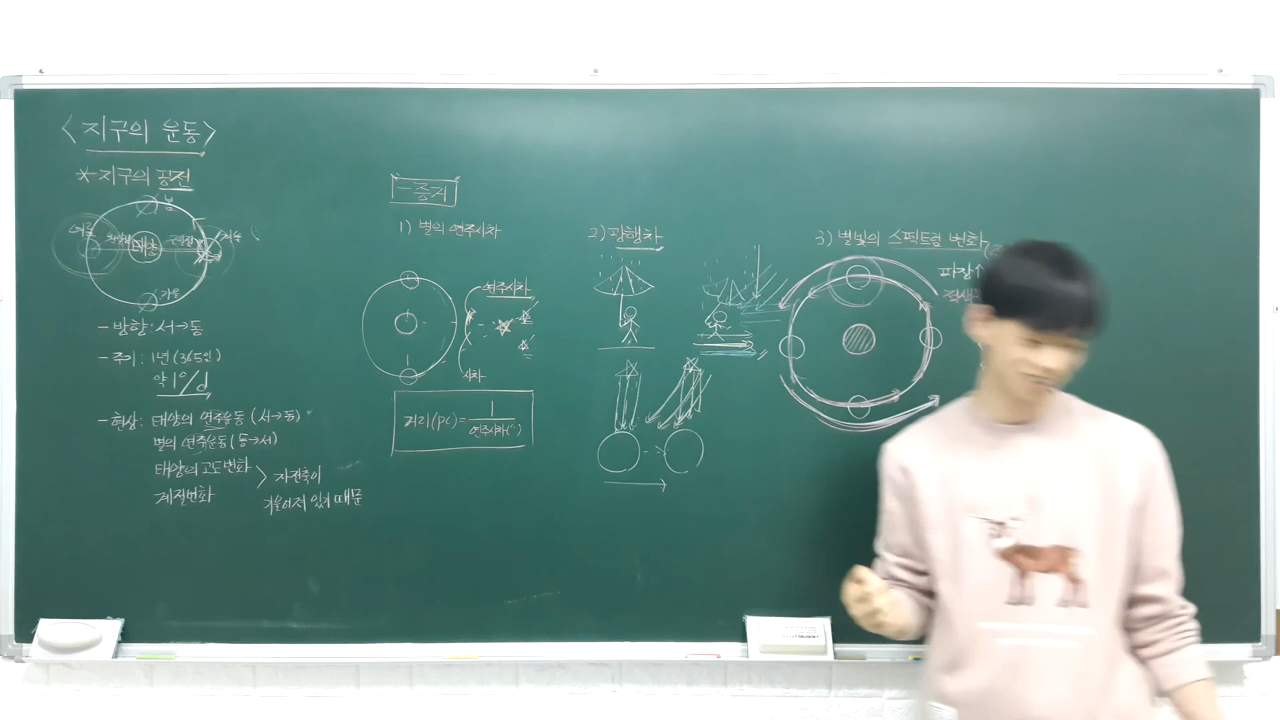 <지구의 운동>
*지구의 공전
봄
여름
태양
겨울
가을
- 방향: 서→동
- 주기: 1년(365일)
약 1°/d
- 현상: 태양의 연주운동 (서→동)
별의 연주운동(동→서)
태양의 고도변화
계절변화
> 자전축이
기울어져 있기 때문
- 증거
1) 별의 연주시차
연주시차
시차
거리(pc)= 1 / 연주시차(")
2) 광행차
3) 별빛의 스펙트럼 변화
파장
적색